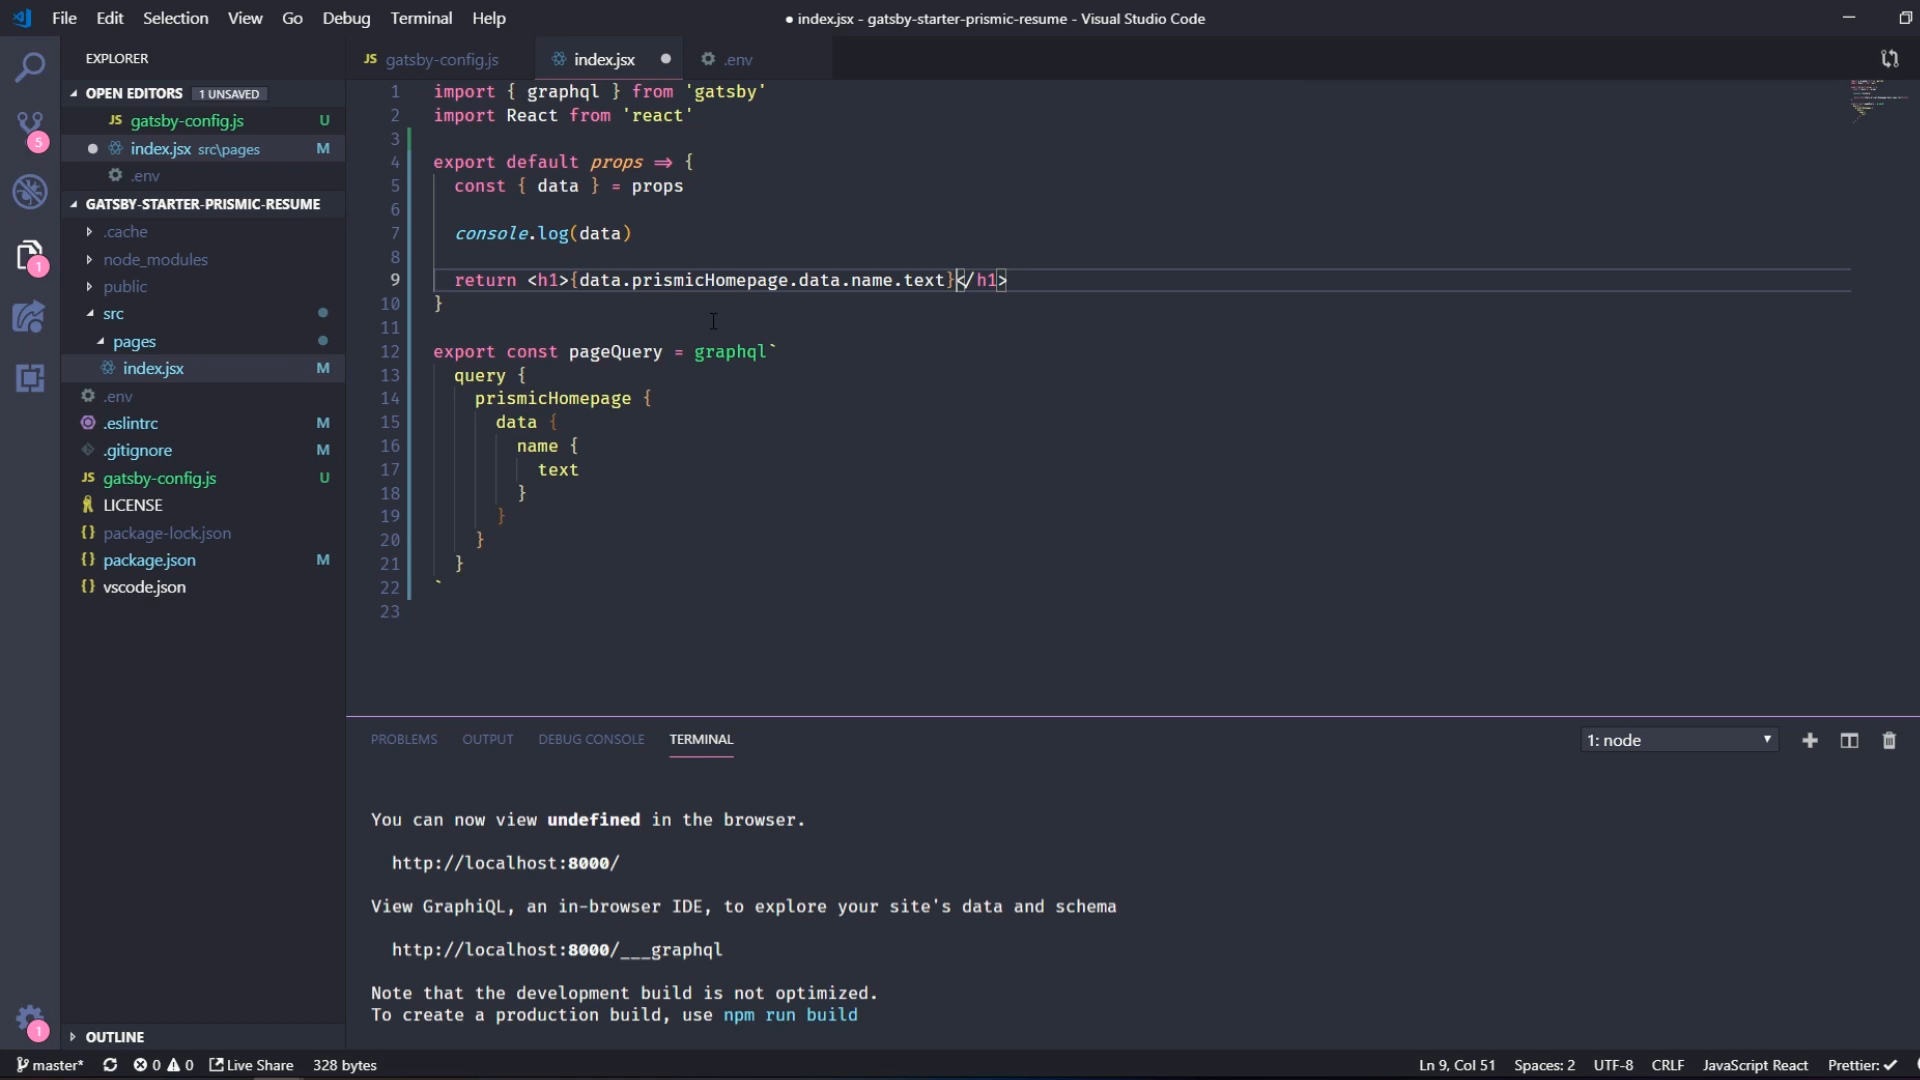 File Edit Selection View Go Debug Terminal Help
● index.jsx - gatsby-starter-prismic-resume - Visual Studio Code
EXPLORER
OPEN EDITORS 1 UNSAVED
JS gatsby-config.js U
index.jsx src\pages M
.env
GATSBY-STARTER-PRISMIC-RESUME
.cache
node_modules
public
src
pages
index.jsx M
.env
.eslintrc M
.gitignore M
JS gatsby-config.js U
LICENSE
{} package-lock.json
{} package.json M
{} vscode.json
OUTLINE
5
1
1
JS gatsby-config.js
index.jsx
.env
1 import { graphql } from 'gatsby'
2 import React from 'react'
3
4 export default props ⇒ {
5 const { data } = props
6
7 console.log(data)
8
9 return <h1>{data.prismicHomepage.data.name.text}</h1>
10 }
11
12 export const pageQuery = graphql`
13 query {
14 prismicHomepage {
15 data {
16 name {
17 text
18 }
19 }
20 }
21 }
22 `
23
PROBLEMS OUTPUT DEBUG CONSOLE TERMINAL
1: node
You can now view undefined in the browser.
http://localhost:8000/
View GraphiQL, an in-browser IDE, to explore your site's data and schema
http://localhost:8000/___graphql
Note that the development build is not optimized.
To create a production build, use npm run build
master* 0 0 Live Share 328 bytes
Ln 9, Col 51 Spaces: 2 UTF-8 CRLF JavaScript React Prettier: ✓